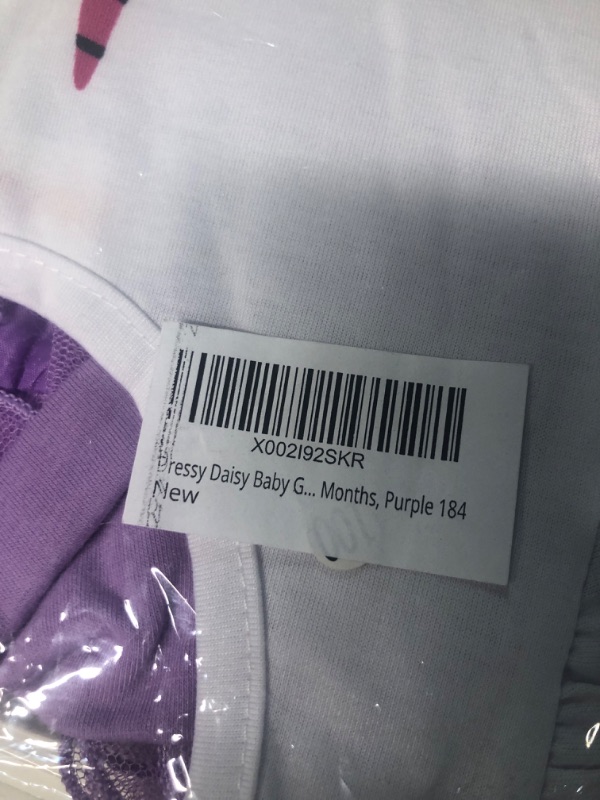 X002I92SKR
Dressy Daisy Baby G... Months, Purple 184
New